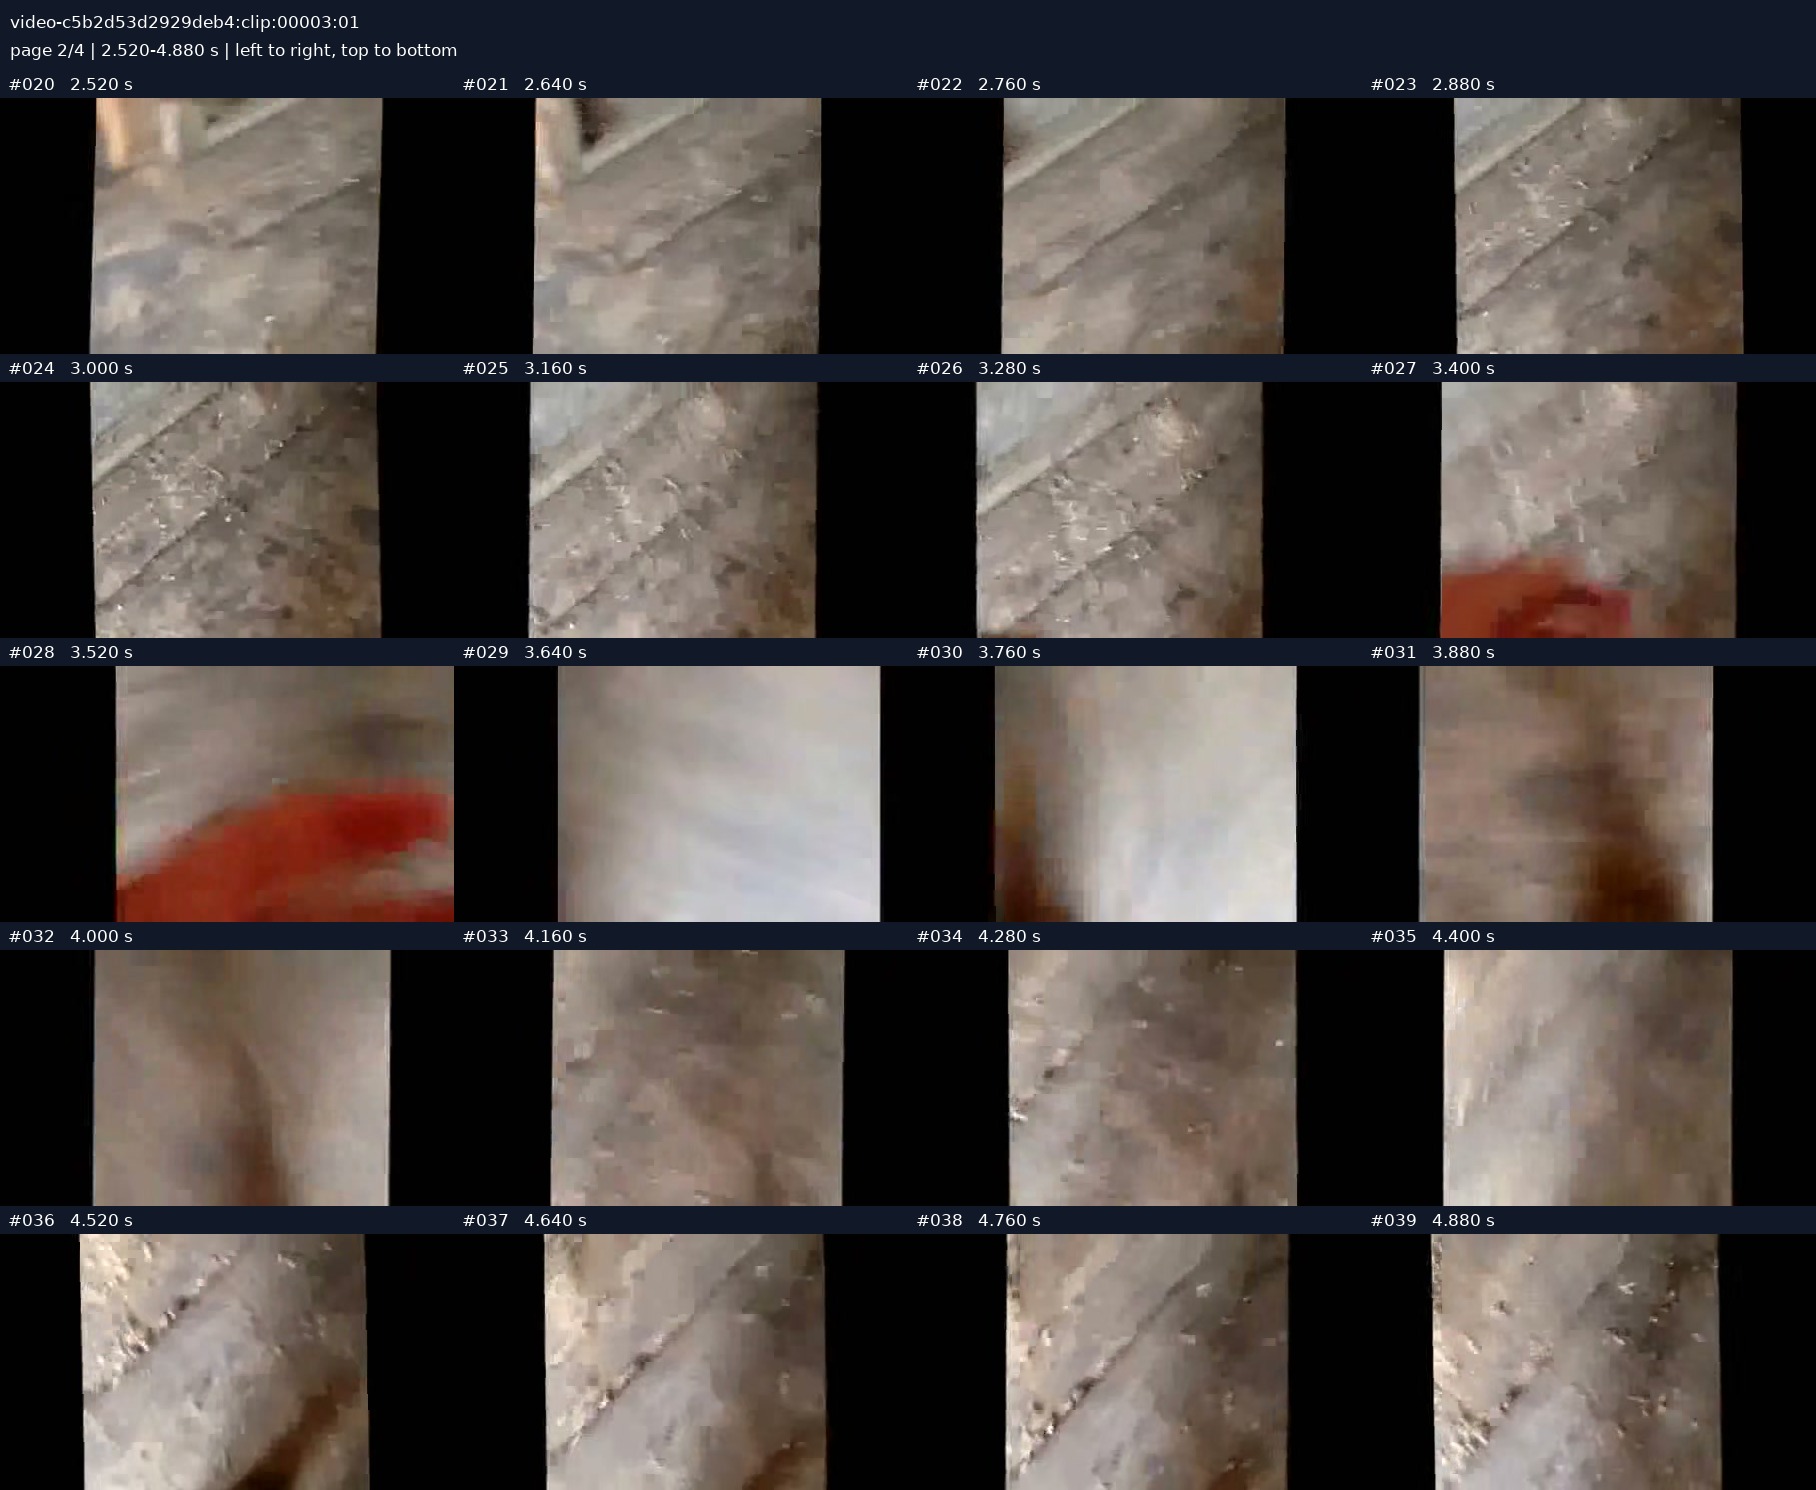 video-c5b2d53d2929deb4:clip:00003:01
page 2/4 | 2.520-4.880 s | left to right, top to bottom
#020 2.520 s #021 2.640 s #022 2.760 s #023 2.880 s
#024 3.000 s #025 3.160 s #026 3.280 s #027 3.400 s
#028 3.520 s #029 3.640 s #030 3.760 s #031 3.880 s
#032 4.000 s #033 4.160 s #034 4.280 s #035 4.400 s
#036 4.520 s #037 4.640 s #038 4.760 s #039 4.880 s